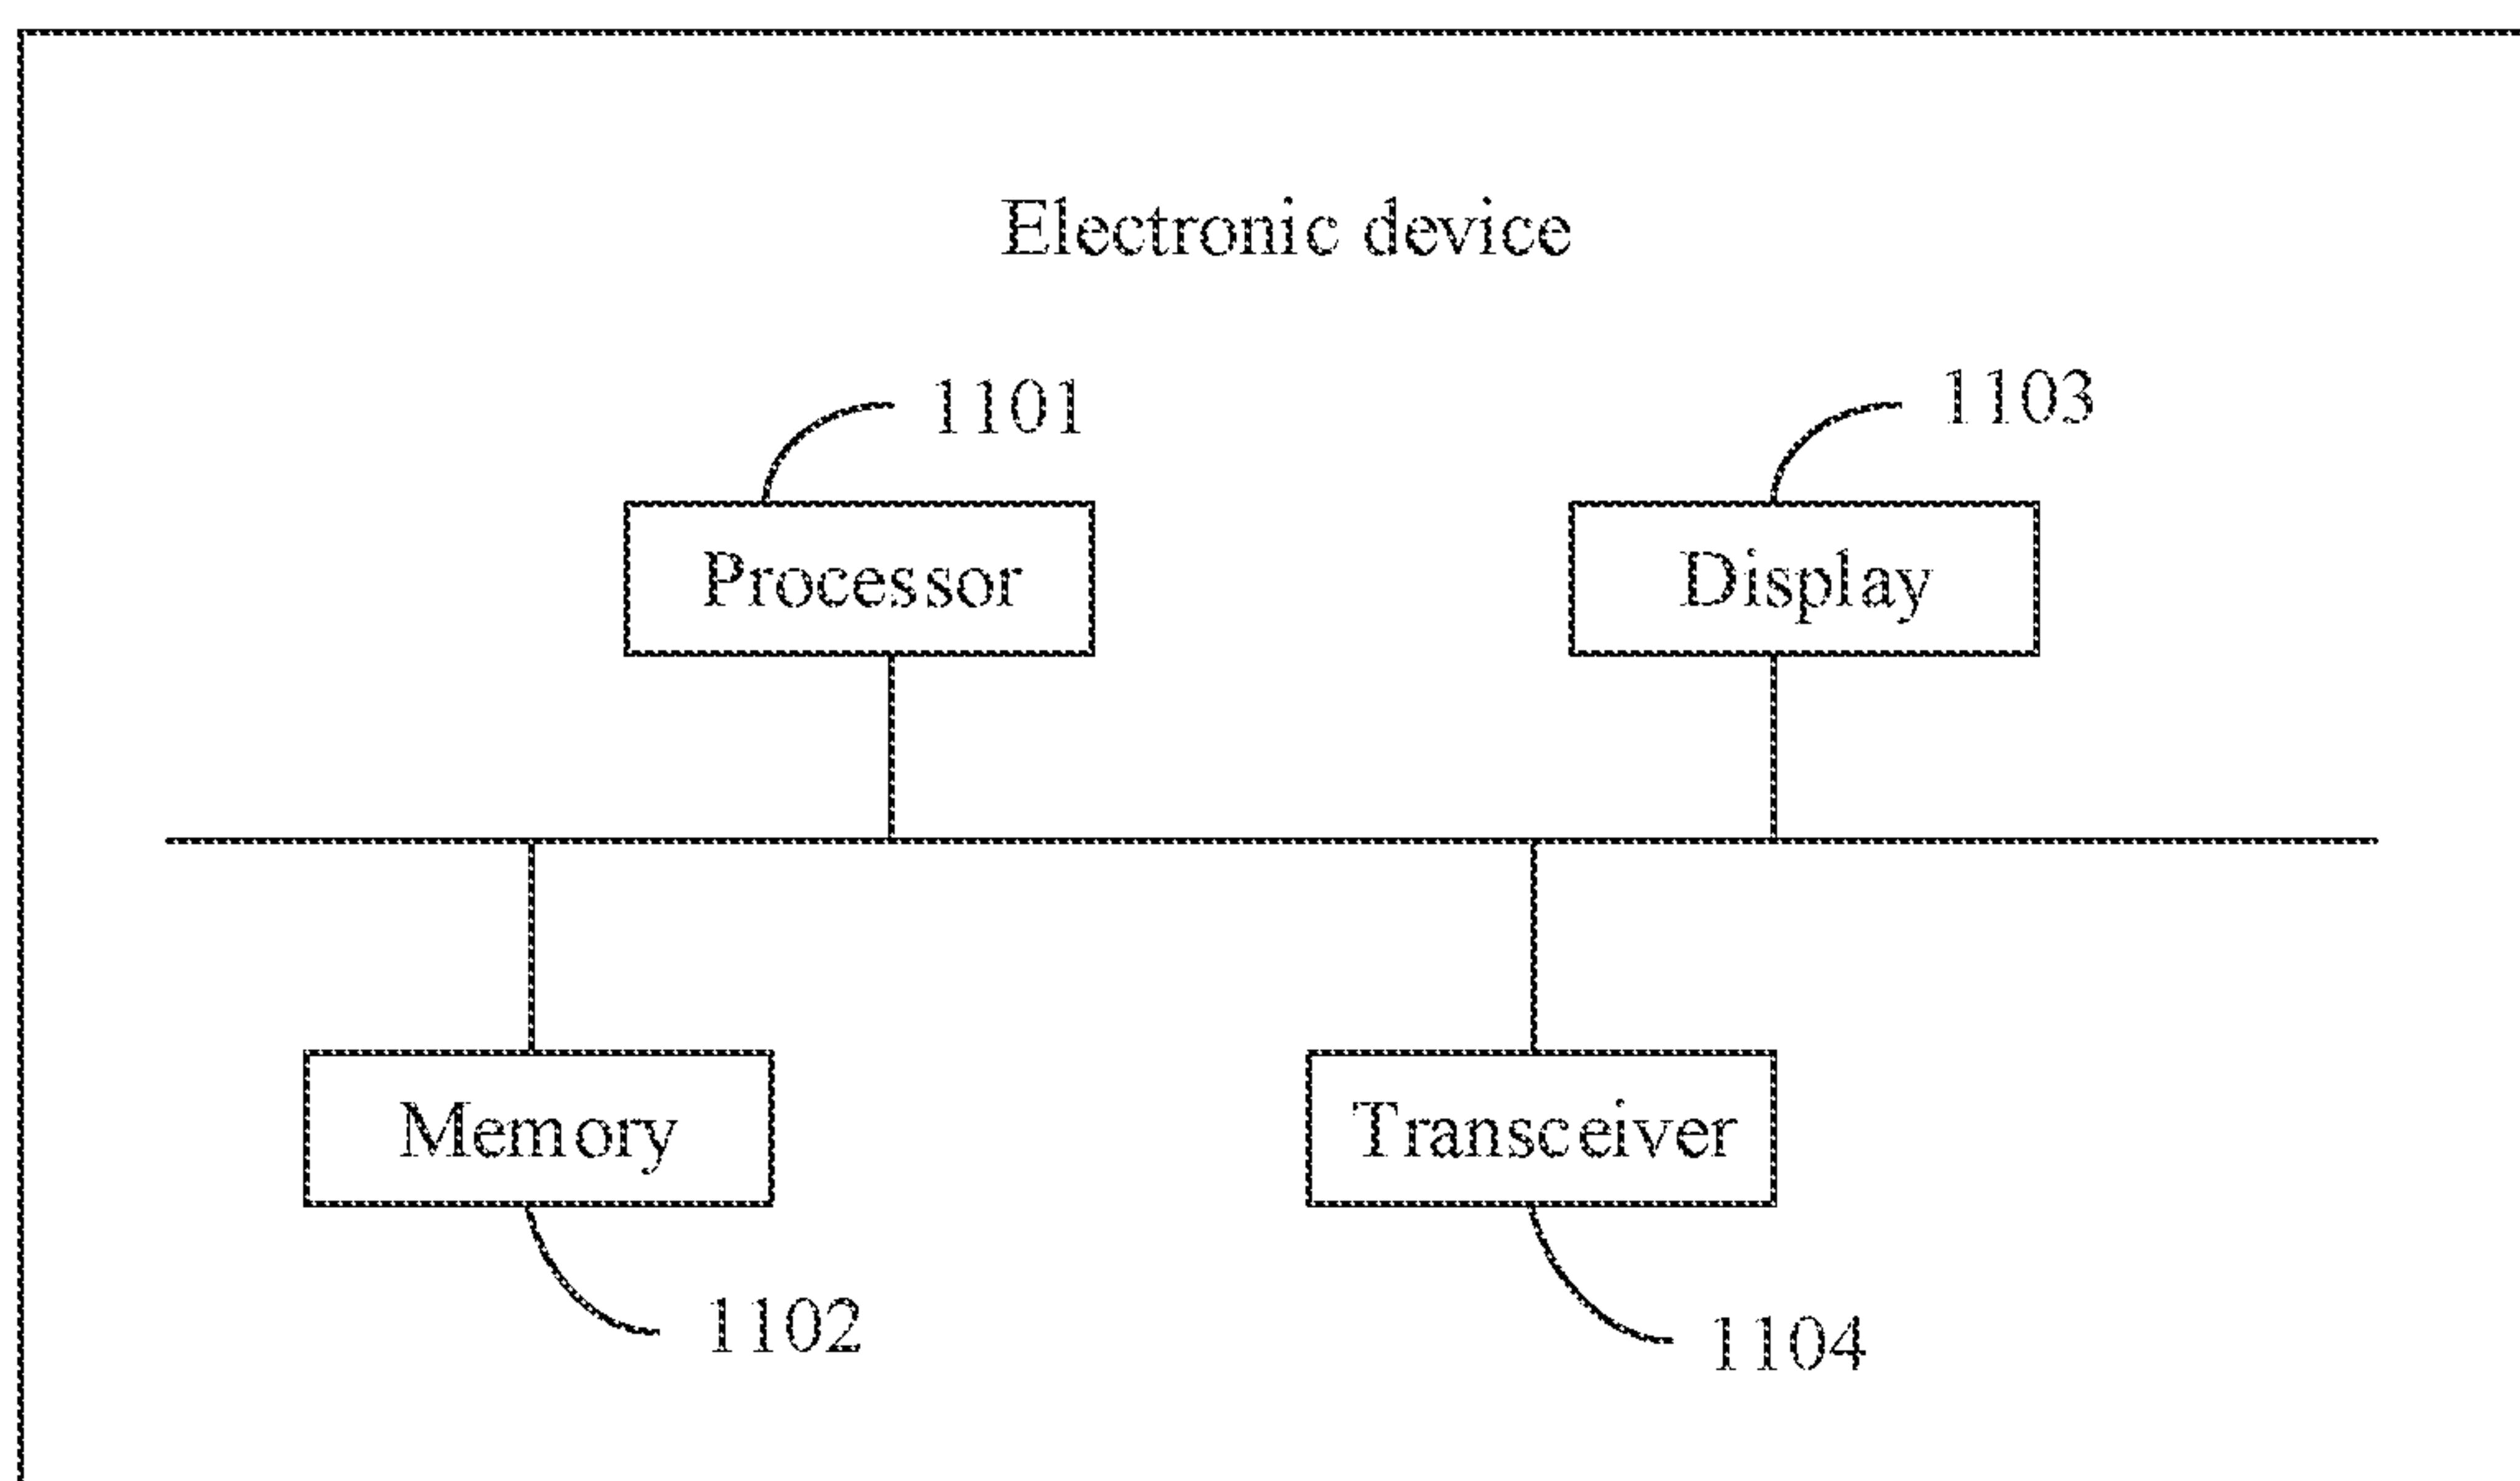 Electronic device
1101
1103
Processor
Display
Memory
Transceiver
1102
1104